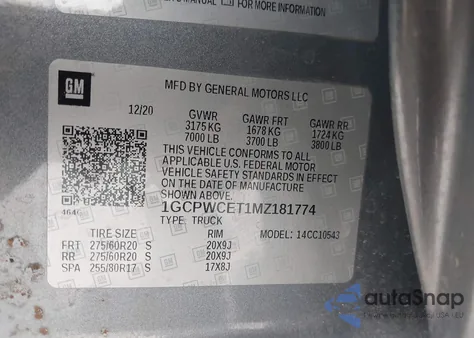 MORE INFORMATION
GM
MFD BY GENERAL MOTORS LLC
12/20 GVWR GAWR FRT GAWR RR
3175 KG 1678 KG 1724 KG
7000 LB 3700 LB 3800 LB
THIS VEHICLE CONFORMS TO ALL
APPLICABLE U.S. FEDERAL MOTOR
VEHICLE SAFETY STANDARDS IN
EFFECT ON THE DATE OF
MANUFACTURE SHOWN ABOVE.
1GCPWCET1MZ181774
TYPE: TRUCK
MODEL: 14CC10543
TIRE SIZE RIM
FRT 275/60R20 S 20X9J
RR 275/60R20 S 20X9J
SPA 255/80R17 S 17X8J
autoSnap